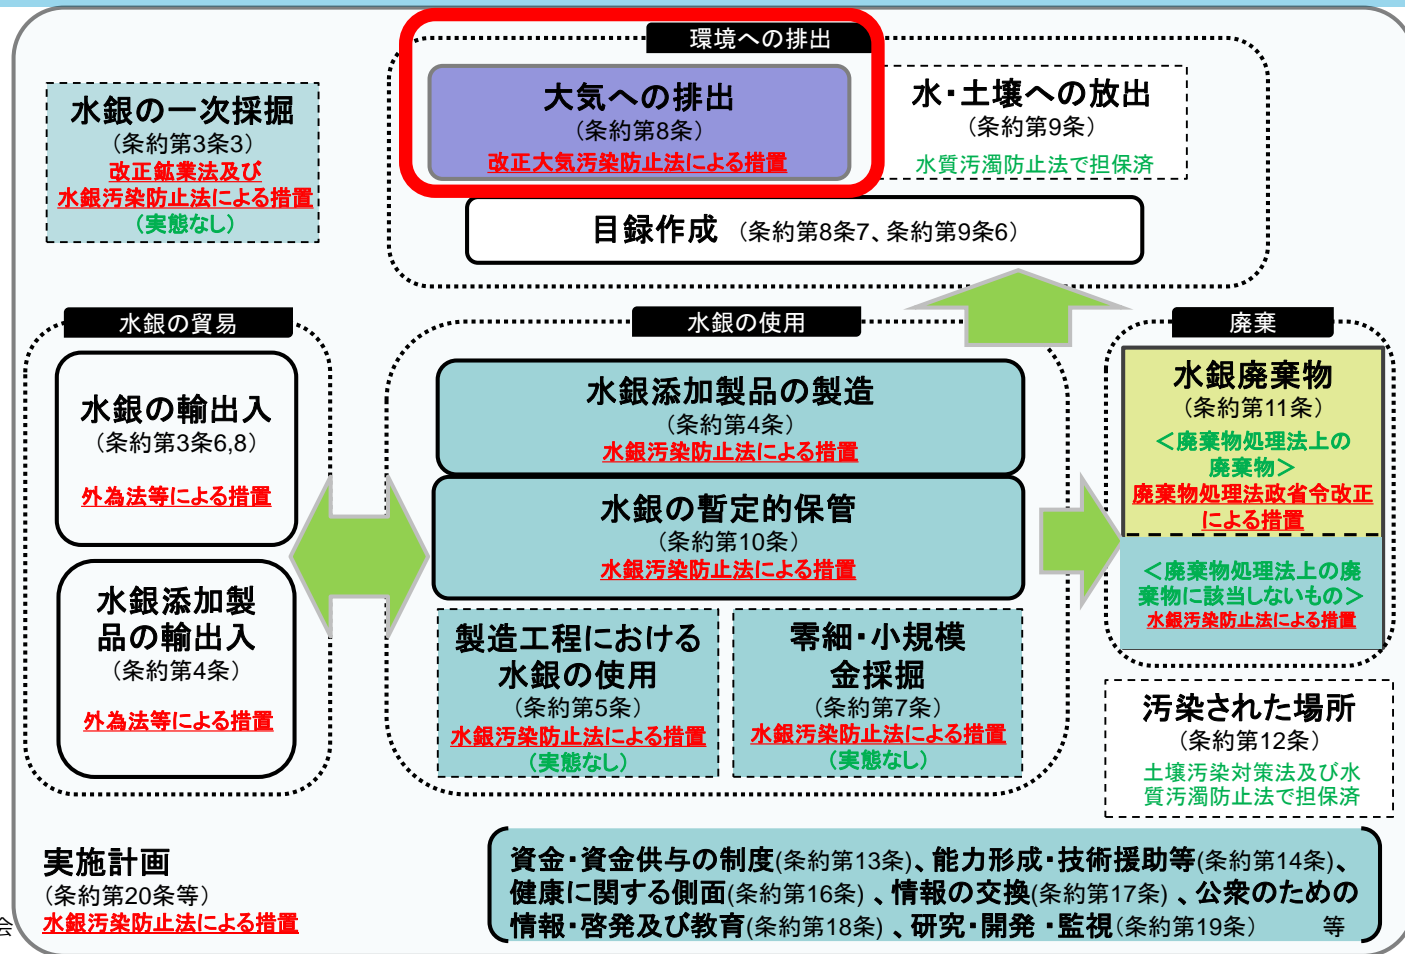 環境への排出
水銀の一次採掘
（条約第3条3）
改正鉱業法及び
水銀汚染防止法による措置
（実態なし）
大気への排出
（条約第8条）
改正大気汚染防止法による措置
水・土壌への放出
（条約第9条）
水質汚濁防止法で担保済
目録作成（条約第8条7、条約第9条6）
水銀の貿易
水銀の輸出入
（条約第3条6,8）
外為法等による措置
水銀添加製
品の輸出入
（条約第4条）
外為法等による措置
水銀の使用
水銀添加製品の製造
（条約第4条）
水銀汚染防止法による措置
水銀の暫定的保管
（条約第10条）
水銀汚染防止法による措置
製造工程における
水銀の使用
（条約第5条）
水銀汚染防止法による措置
（実態なし）
零細・小規模
金採掘
（条約第7条）
水銀汚染防止法による措置
（実態なし）
廃棄
水銀廃棄物
（条約第11条）
＜廃棄物処理法上の
廃棄物＞
廃棄物処理法政省令改正
による措置
＜廃棄物処理法上の廃
棄物に該当しないもの＞
水銀汚染防止法による措置
汚染された場所
（条約第12条）
土壌汚染対策法及び水
質汚濁防止法で担保済
実施計画
（条約第20条等）
水銀汚染防止法による措置
会
資金・資金供与の制度(条約第13条)、能力形成・技術援助等(条約第14条)、
健康に関する側面(条約第16条)、情報の交換(条約第17条)、公衆のための
情報・啓発及び教育(条約第18条)、研究・開発・監視(条約第19条)　等